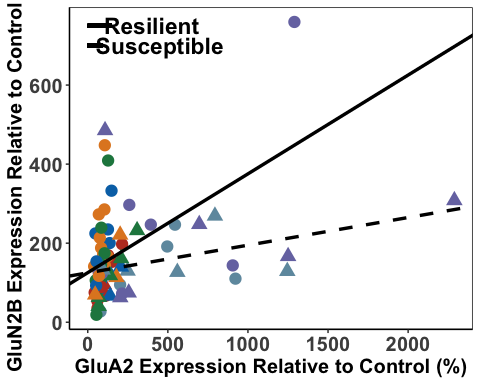 Resilient
Susceptible
GluN2B Expression Relative to Control
600
400
200
0
0
500
1000
1500
2000
GluA2 Expression Relative to Control (%)